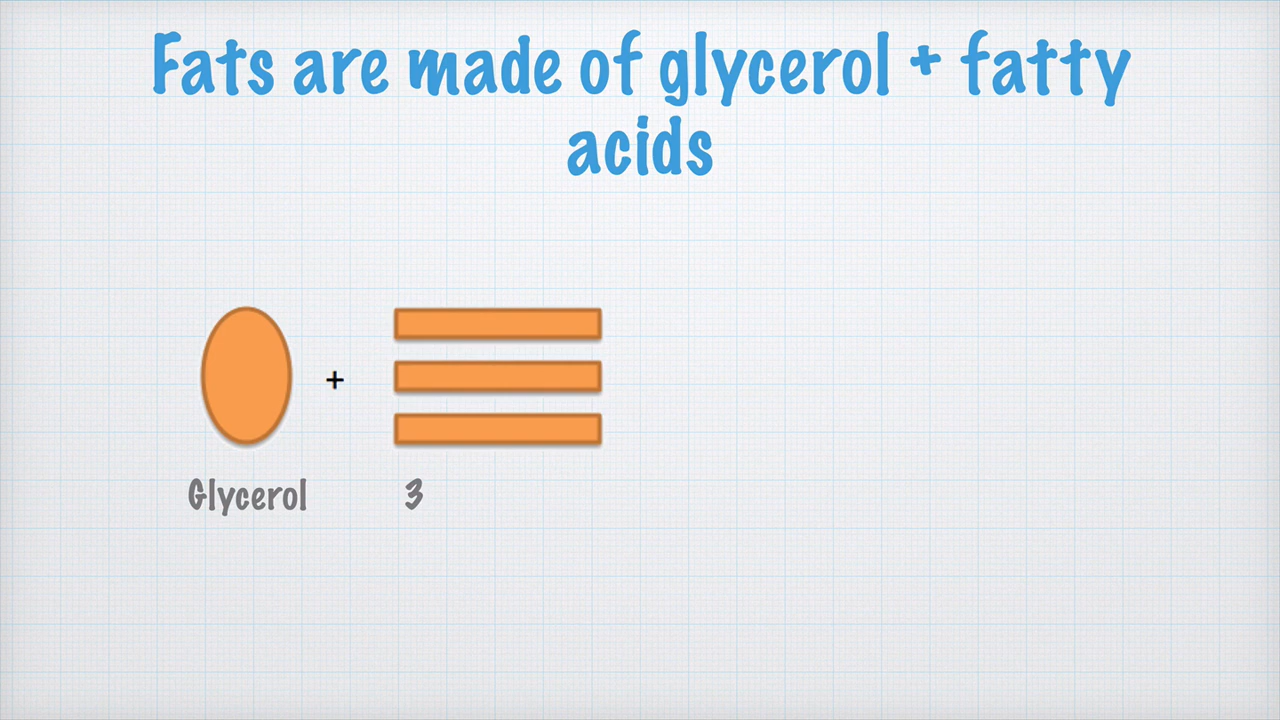 Fats are made of glycerol + fatty
acids
+
Glycerol 3